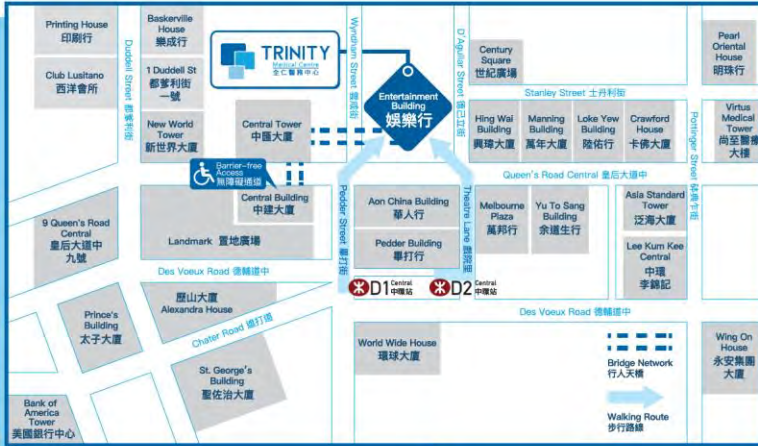 Printing House
印刷行
Club Lusitano
西洋會所
Duddell Street 都爹利街
Baskerville
House
樂成行
1 Duddell St
都爹利街
一號
New World
Tower
新世界大廈
TRINITY
Medical Centre
全仁醫務中心
Central Tower
中匯大廈
Barrier-free
Access
無障礙通道
Central Building
中建大廈
Landmark 置地廣場
Wyndham Street 雲咸街
Entertainment
Building
娛樂行
D'Aguilar Street 德己立街
Century
Square
世紀廣場
Stanley Street 士丹利街
Hing Wai
Building
興瑋大廈
Manning
Building
萬年大廈
Loke Yew
Building
陸佑行
Crawford
House
卡佛大廈
Pottinger Street 砵典乍街
Pearl
Oriental
House
明珠行
Virtus
Medical
Tower
尚至醫療
大樓
Queen's Road Central 皇后大道中
Pedder Street 畢打街
Aon China Building
華人行
Pedder Building
畢打行
Theatre Lane 戲院里
Melbourne
Plaza
萬邦行
Yu To Sang
Building
余道生行
Asia Standard
Tower
泛海大廈
Lee Kum Kee
Central
中環
李錦記
9 Queen's Road
Central
皇后大道中
九號
Des Voeux Road 德輔道中
D1 Central
中環站
D2 Central
中環站
Des Voeux Road 德輔道中
Prince's
Building
太子大廈
歷山大廈
Alexandra House
Chater Road 遮打道
St. George's
Building
聖佐治大廈
Bank of
America
Tower
美國銀行中心
World Wide House
環球大廈
Bridge Network
行人天橋
Walking Route
步行路線
Wing On
House
永安集團
大廈